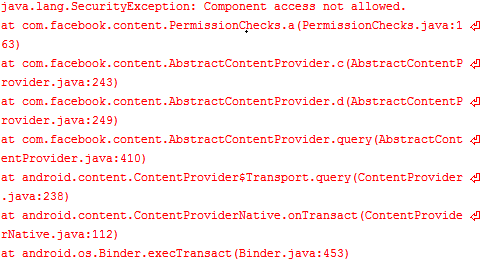 java.lang.SecurityException: Component access not allowed.
at com.facebook.content.PermissionChecks.a(PermissionChecks.java:1
63)
at com.facebook.content.AbstractContentProvider.c(AbstractContentP
rovider.java:243)
at com.facebook.content.AbstractContentProvider.d(AbstractContentP
rovider.java:249)
at com.facebook.content.AbstractContentProvider.query(AbstractCont
entProvider.java:410)
at android.content.ContentProvider$Transport.query(ContentProvider
.java:238)
at android.content.ContentProviderNative.onTransact(ContentProvide
rNative.java:112)
at android.os.Binder.execTransact(Binder.java:453)